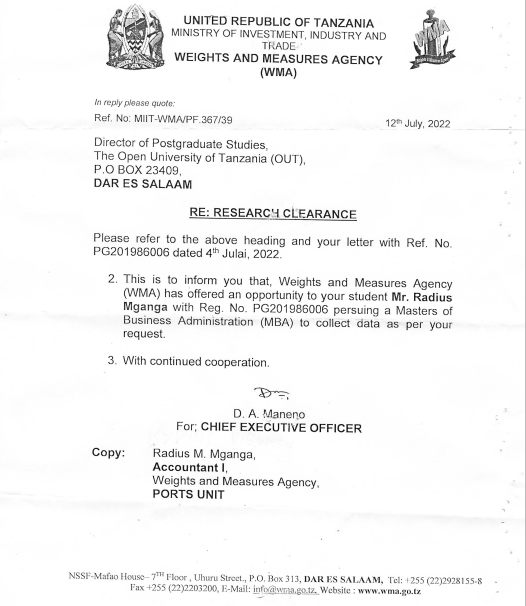 UNITED REPUBLIC OF TANZANIA
MINISTRY OF INVESTMENT, INDUSTRY AND
TRADE
WEIGHTS AND MEASURES AGENCY
(WMA)
WMA
In reply please quote:
Ref. No: MIIT-WMA/PF.367/39
12th July, 2022
Director of Postgraduate Studies,
The Open University of Tanzania (OUT),
P.O BOX 23409,
DAR ES SALAAM
RE: RESEARCH CLEARANCE
Please refer to the above heading and your letter with Ref. No.
PG201986006 dated 4th Julai, 2022.
2. This is to inform you that, Weights and Measures Agency
(WMA) has offered an opportunity to your student Mr. Radius
Mganga with Reg. No. PG201986006 persuing a Masters of
Business Administration (MBA) to collect data as per your
request.
3. With continued cooperation.
D. A. Maneno
For; CHIEF EXECUTIVE OFFICER
Copy: Radius M. Mganga,
Accountant I,
Weights and Measures Agency,
PORTS UNIT
NSSF-Mafao House– 7TH Floor , Uhuru Street., P.O. Box 313, DAR ES SALAAM, Tel: +255 (22)2928155-8
Fax +255 (22)2203200, E-Mail: info@wma.go.tz, Website : www.wma.go.tz